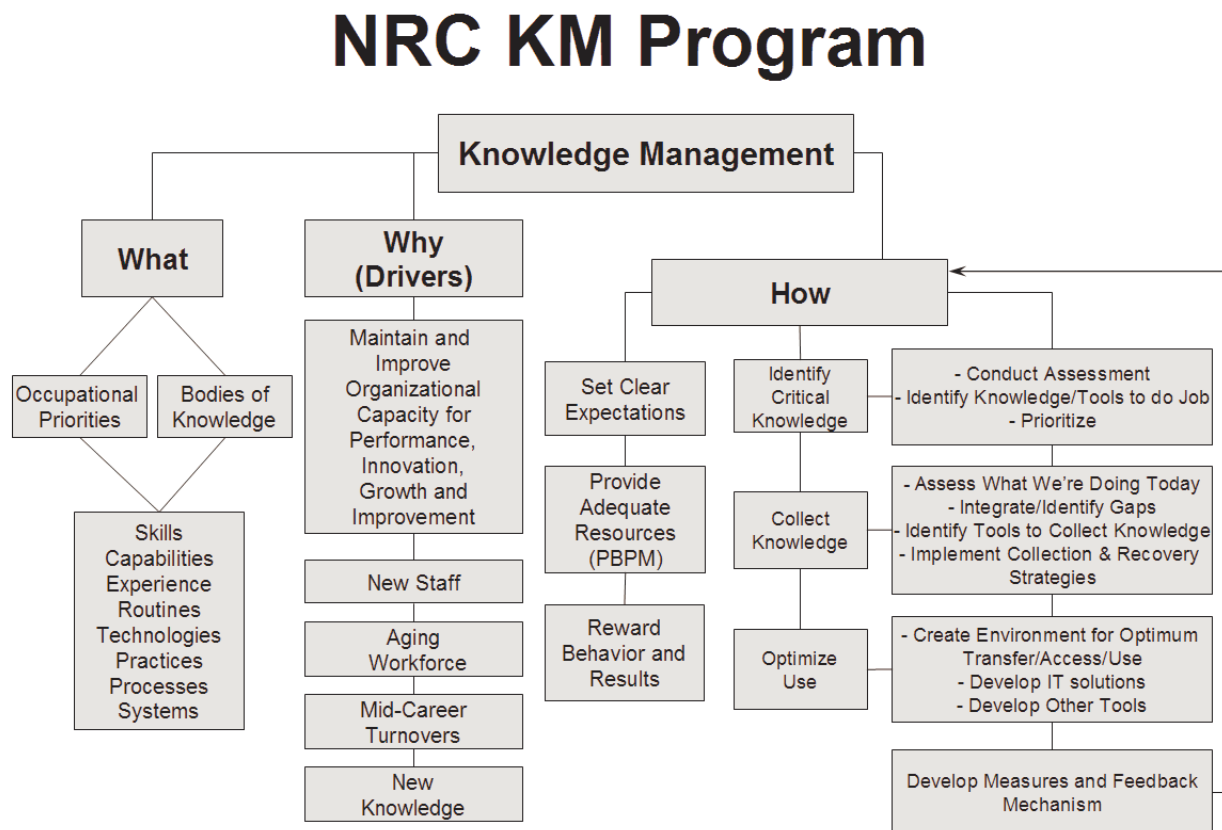 NRC KM Program
Knowledge Management
What
Occupational
Priorities
Bodies of
Knowledge
Skills
Capabilities
Experience
Routines
Technologies
Practices
Processes
Systems
Why
(Drivers)
Maintain and
Improve
Organizational
Capacity for
Performance,
Innovation,
Growth and
Improvement
New Staff
Aging
Workforce
Mid-Career
Turnovers
New
Knowledge
How
Set Clear
Expectations
Provide
Adequate
Resources
(PBPM)
Reward
Behavior and
Results
Identify
Critical
Knowledge
- Conduct Assessment
- Identify Knowledge/Tools to do Job
- Prioritize
Collect
Knowledge
- Assess What We’re Doing Today
- Integrate/Identify Gaps
- Identify Tools to Collect Knowledge
- Implement Collection & Recovery
Strategies
Optimize
Use
- Create Environment for Optimum
Transfer/Access/Use
- Develop IT solutions
- Develop Other Tools
Develop Measures and Feedback
Mechanism